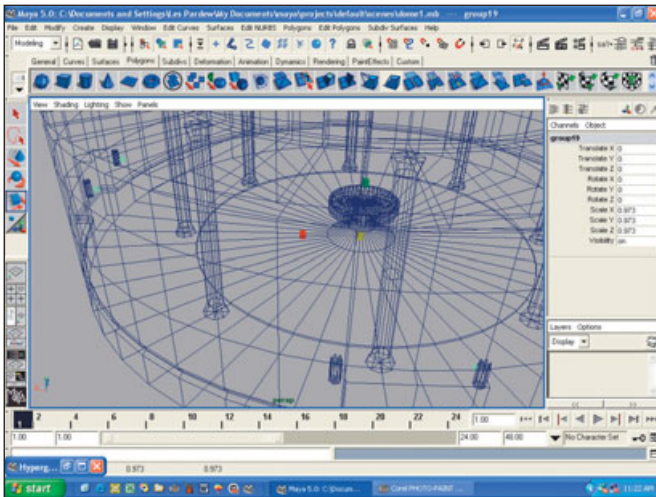 Maya 5.0: C:\Documents and Settings\Les Pardew\My Documents\maya\projects\default\scenes\dome1.mb --- group19
File Edit Modify Create Display Window Edit Curves Surfaces Edit NURBS Polygons Edit Polygons Subdiv Surfaces Help
Modeling
General Curves Surfaces Polygons Subdivs Deformation Animation Dynamics Rendering PaintEffects Custom
View Shading Lighting Show Panels
Channels Object
group19
Translate X 0
Translate Y 0
Translate Z 0
Rotate X 0
Rotate Y 0
Rotate Z 0
Scale X 0.973
Scale Y 0.973
Scale Z 0.973
Visibility on
Layers Options
Display
persp
1 2 4 6 8 10 12 14 16 18 20 22 24 1.00
1.00 1.00 24.00 48.00 No Character Set
Hyperg... 0.973 0.973
start Maya 5.0: C:\Docum... Corel PHOTO-PAINT ... 11:22 AM